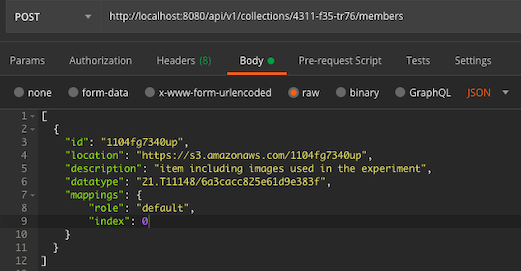 POST http://localhost:8080/api/v1/collections/4311-f35-tr76/members
Params Authorization Headers (8) Body Pre-request Script Tests Settings
none form-data x-www-form-urlencoded raw binary GraphQL JSON
1 [
2 {
3 "id": "1104fg7340up",
4 "location": "https://s3.amazonaws.com/1104fg7340up",
5 "description": "item including images used in the experiment",
6 "datatype": "21.T11148/6a3cacc825e61d9e383f",
7 "mappings": {
8 "role": "default",
9 "index": 0
10 }
11 }
12 ]